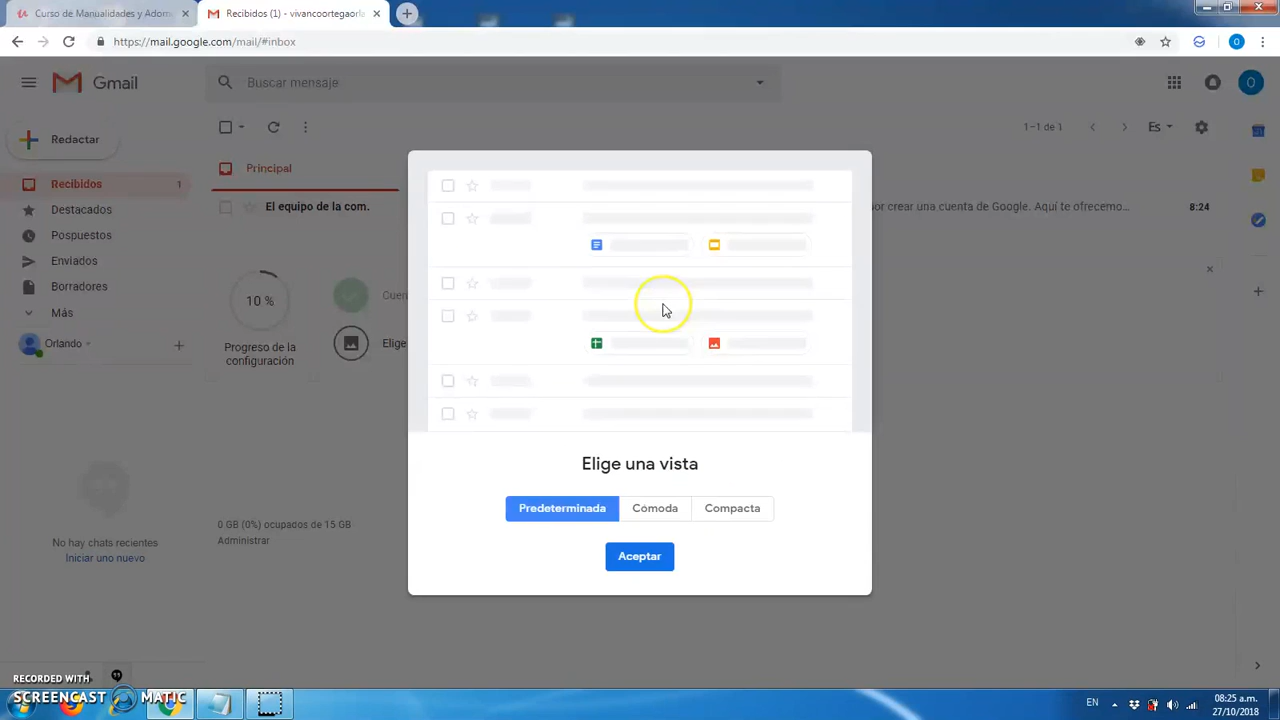 Curso de Manualidades y Adorn
Recibidos (1) - vivancoortegaorla
https://mail.google.com/mail/#inbox
Gmail
Buscar mensaje
Redactar
1–1 de 1
Es
Principal
Recibidos
1
El equipo de la com.
por crear una cuenta de Google. Aquí te ofrecemo...
8:24
Destacados
Pospuestos
Enviados
Borradores
Más
10 %
Cuen
Orlando
Progreso de la
configuración
Elige
Elige una vista
Predeterminada
Cómoda
Compacta
Aceptar
0 GB (0%) ocupados de 15 GB
Administrar
No hay chats recientes
Iniciar uno nuevo
RECORDED WITH
SCREENCAST MATIC
EN
08:25 a.m.
27/10/2018